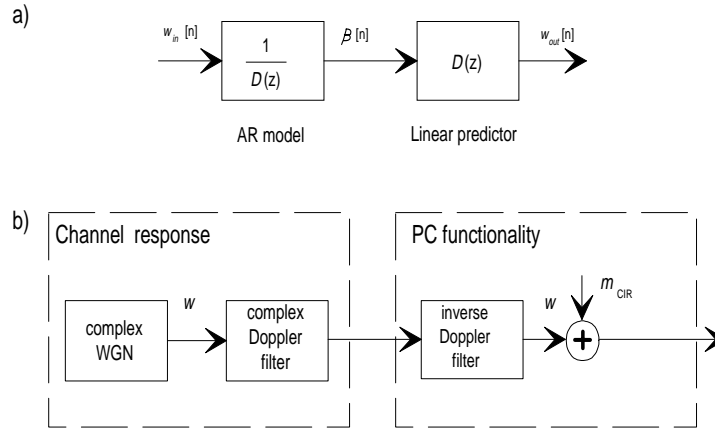 a)
w_in [n]
1
D(z)
β[n]
D(z)
w_out[n]
AR model
Linear predictor
b)
Channel response
PC functionality
w
w
m_CIR
complex
WGN
complex
Doppler
filter
inverse
Doppler
filter
+